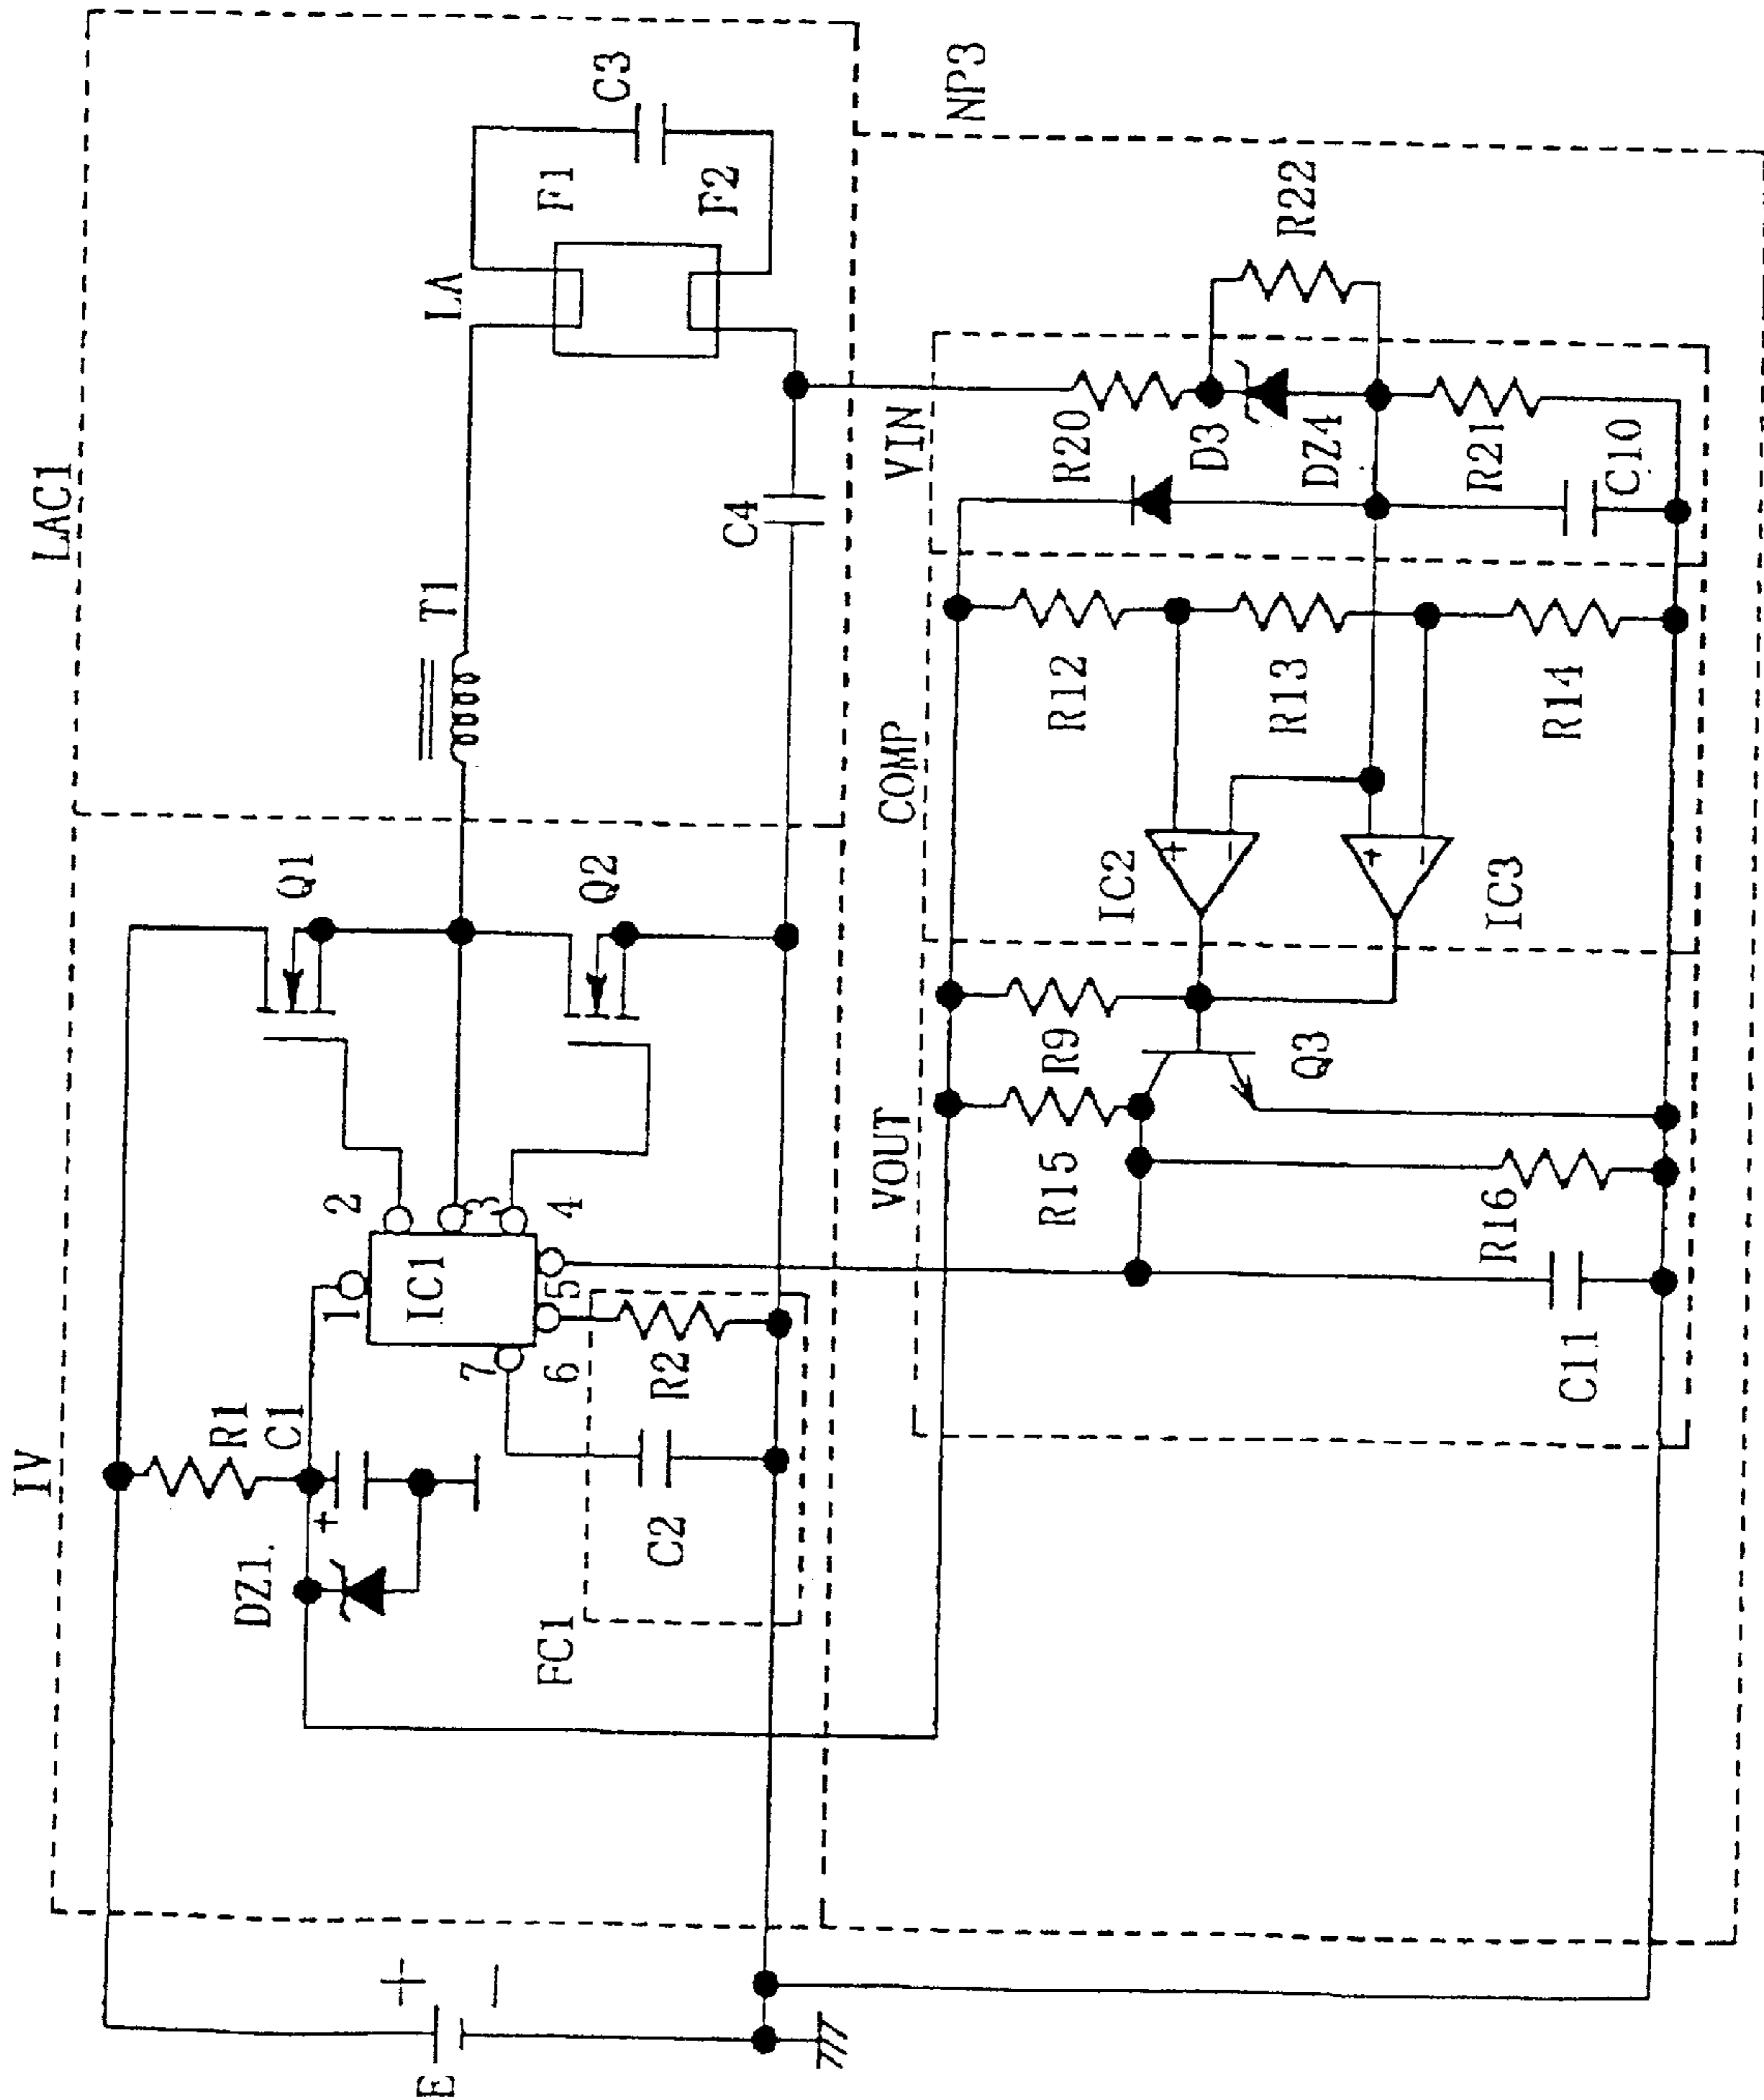 LAC1
IV
NP3
E
+
−
DZ1.
R1
C1
+
IC1
1
2
3
4
5
6
7
FC1
C2
R2
Q1
Q2
T1
LA
F1
F2
C3
C4
VOUT
COMP
VIN
R15
R9
R16
C11
Q3
IC2
+
−
IC3
+
−
R12
R13
R14
R20
D3
DZ4
R21
C10
R22